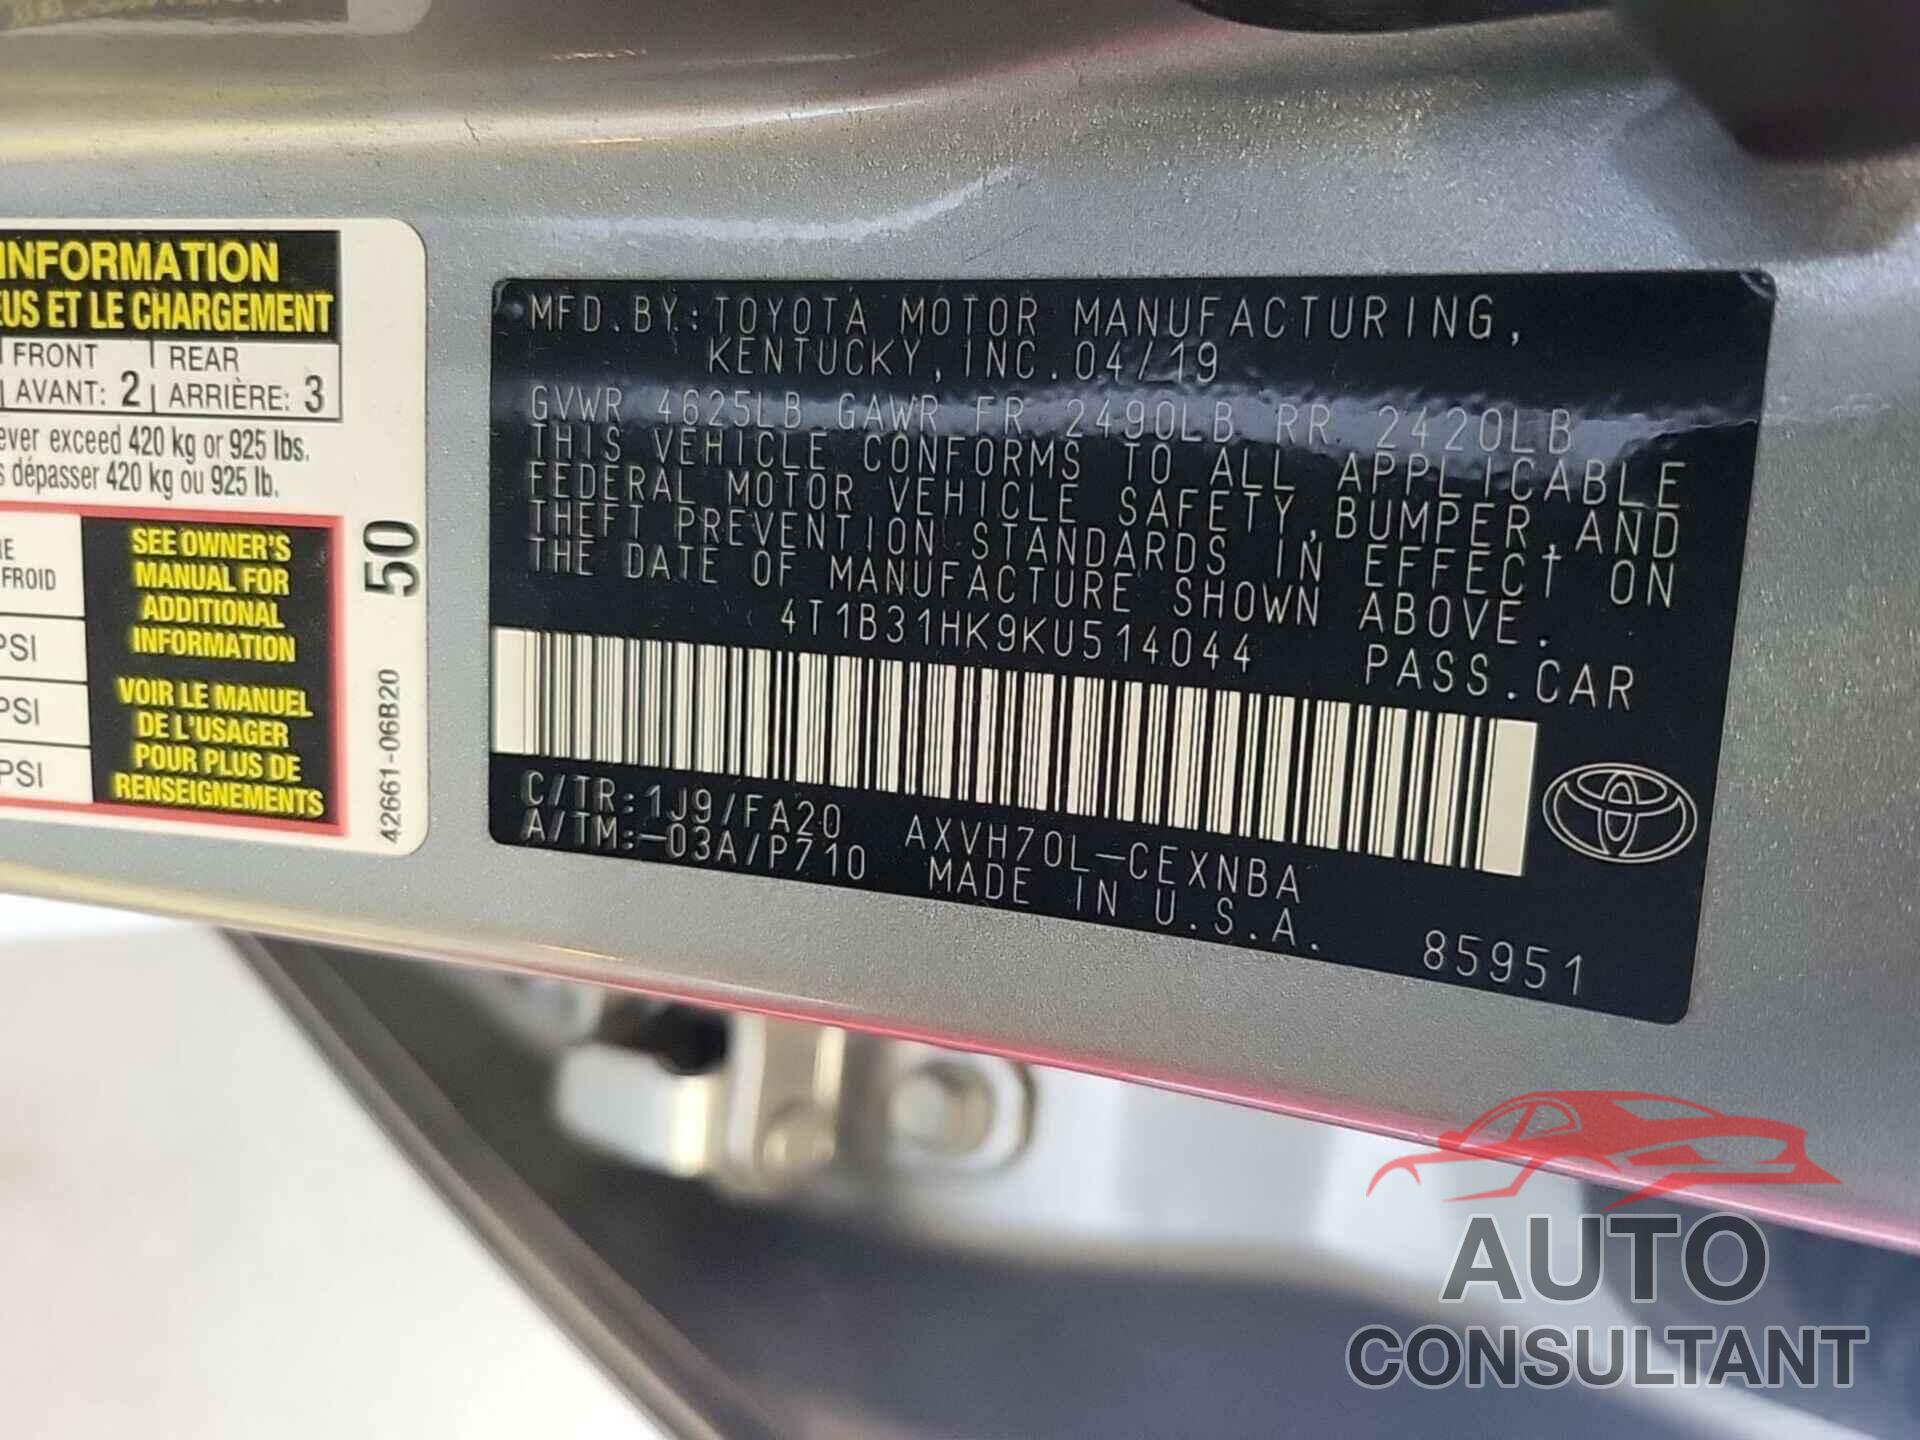 INFORMATION
EUS ET LE CHARGEMENT
FRONT
AVANT: 2
REAR
ARRIÈRE: 3
ever exceed 420 kg or 925 lbs.
s dépasser 420 kg ou 925 lb.
RE
FROID
PSI
PSI
PSI
SEE OWNER'S
MANUAL FOR
ADDITIONAL
INFORMATION
VOIR LE MANUEL
DE L'USAGER
POUR PLUS DE
RENSEIGNEMENTS
50
42661-06B20
MFD.BY:TOYOTA MOTOR MANUFACTURING,
KENTUCKY,INC.04/19
GVWR 4625LB GAWR FR 2490LB RR 2420LB
THIS VEHICLE CONFORMS TO ALL APPLICABLE
FEDERAL MOTOR VEHICLE SAFETY,BUMPER,AND
THEFT PREVENTION STANDARDS IN EFFECT ON
THE DATE OF MANUFACTURE SHOWN ABOVE.
4T1B31HK9KU514044
PASS.CAR
C/TR:1J9/FA20 AXVH70L-CEXNBA
A/TM:-03A/P710 MADE IN U.S.A.
85951
AUTO
CONSULTANT